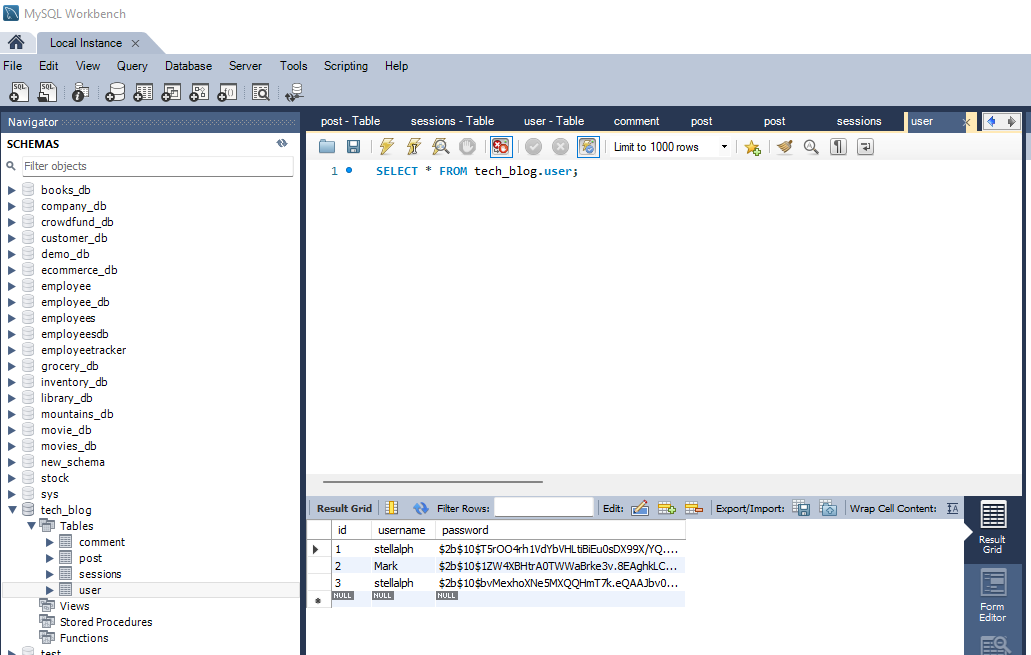 MySQL Workbench
Local Instance
File Edit View Query Database Server Tools Scripting Help
Navigator
SCHEMAS
Filter objects
books_db
company_db
crowdfund_db
customer_db
demo_db
ecommerce_db
employee
employee_db
employees
employeesdb
employeetracker
grocery_db
inventory_db
library_db
mountains_db
movie_db
movies_db
new_schema
stock
sys
tech_blog
Tables
comment
post
sessions
user
Views
Stored Procedures
Functions
test
post - Table sessions - Table user - Table comment post post sessions user
Limit to 1000 rows
1 SELECT * FROM tech_blog.user;
Result Grid Filter Rows: Edit: Export/Import: Wrap Cell Content:
id username password
1 stellalph $2b$10$T5rOO4rh1VdYbVHLtiBiEu0sDX99X/YQ....
2 Mark $2b$10$1ZW4XBHtrA0TWWaBrke3v.8EAghkLC...
3 stellalph $2b$10$bvMexhoXNe5MXQQHmT7k.eQAAJbv0...
NULL NULL NULL
Result
Grid
Form
Editor